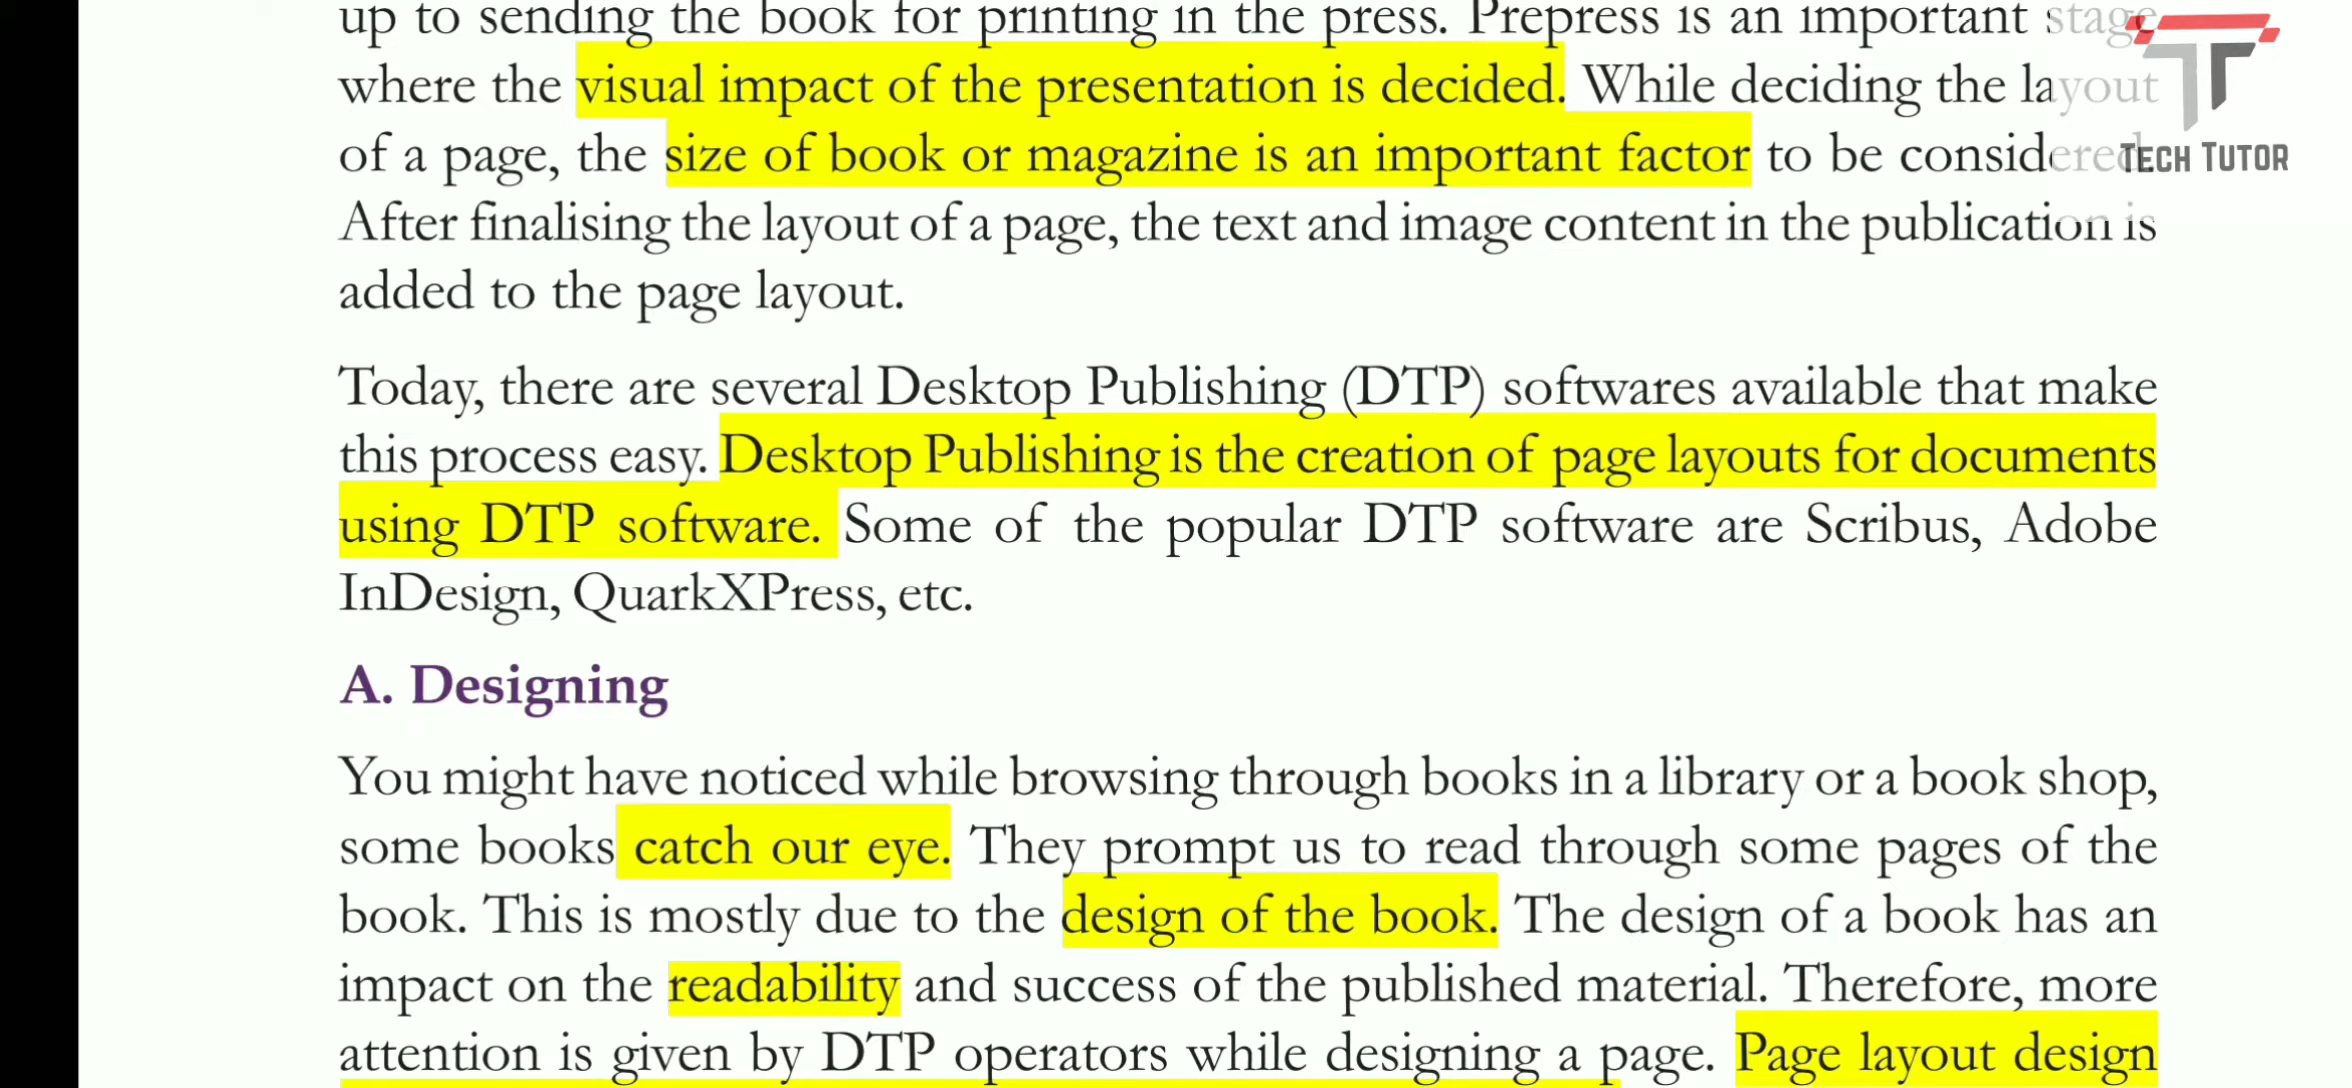 up to sending the book for printing in the press. Prepress is an important stage
where the visual impact of the presentation is decided. While deciding the layout
of a page, the size of book or magazine is an important factor to be considered.
TECH TUTOR
After finalising the layout of a page, the text and image content in the publication is
added to the page layout.
Today, there are several Desktop Publishing (DTP) softwares available that make
this process easy. Desktop Publishing is the creation of page layouts for documents
using DTP software. Some of the popular DTP software are Scribus, Adobe
InDesign, QuarkXPress, etc.
A. Designing
You might have noticed while browsing through books in a library or a book shop,
some books catch our eye. They prompt us to read through some pages of the
book. This is mostly due to the design of the book. The design of a book has an
impact on the readability and success of the published material. Therefore, more
attention is given by DTP operators while designing a page. Page layout design